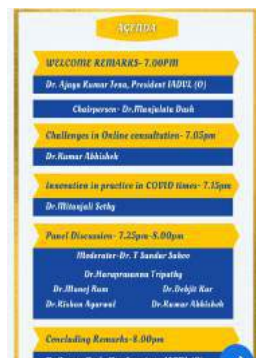 AGENDA
WELCOME REMARKS- 7.00PM
Dr. Ajaya Kumar Jena, President IADVL (O)
Chairperson- Dr.Manjulata Dash
Challenges in Online consultation- 7.05pm
Dr.Kumar Abhishek
Innovation in practice in COVID times- 7.15pm
Dr.Mitanjali Sethy
Panel Discussion- 7.25pm-8.00pm
Moderator-Dr. T Sundar Sahoo
Dr.Haraprasanna Tripathy
Dr.Manoj Ram Dr.Debjit Kar
Dr.Kishan Agarwal Dr.Kumar Abhishek
Concluding Remarks-8.00pm